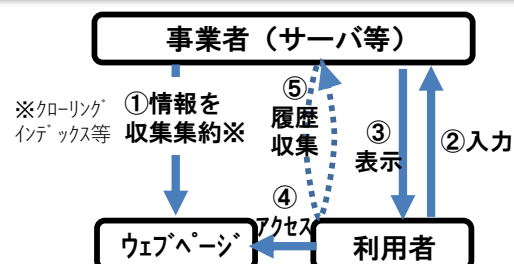 事業者（サーバ等）
※クローリング
インデックス等
①情報を
収集集約※
⑤
履歴
収集
③
表示
②入力
④
アクセス
ウェブページ
利用者